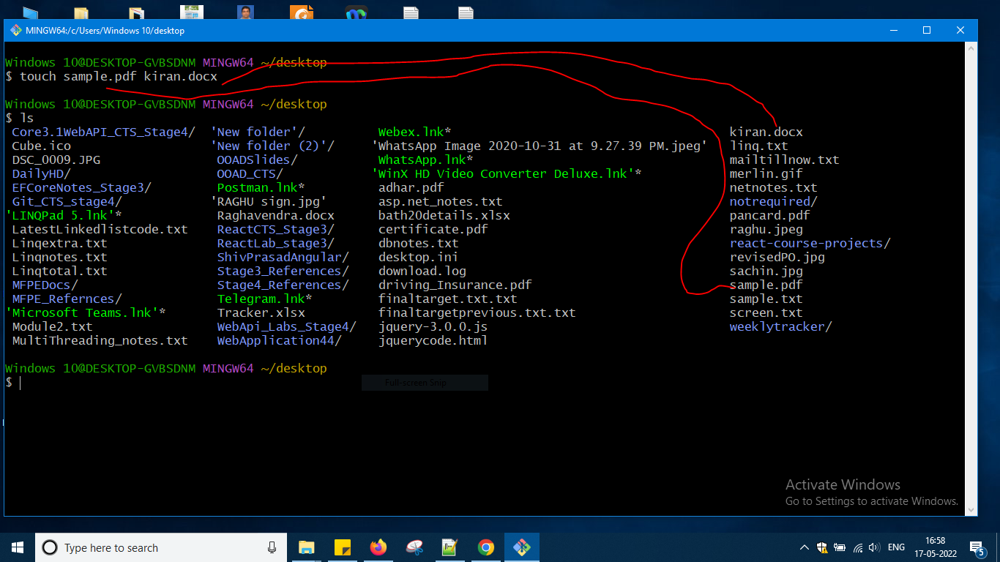 MINGW64:/c/Users/Windows 10/desktop
Windows 10@DESKTOP-GVBSDNM MINGW64 ~/desktop
$ touch sample.pdf kiran.docx
Windows 10@DESKTOP-GVBSDNM MINGW64 ~/desktop
$ ls
Core3.1WebAPI_CTS_Stage4/ 'New folder'/ Webex.lnk* kiran.docx
Cube.ico 'New folder (2)'/ 'WhatsApp Image 2020-10-31 at 9.27.39 PM.jpeg' linq.txt
DSC_0009.JPG OOADSlides/ WhatsApp.lnk* mailtillnow.txt
DailyHD/ OOAD_CTS/ 'WinX HD Video Converter Deluxe.lnk'* merlin.gif
EFCoreNotes_Stage3/ Postman.lnk* adhar.pdf netnotes.txt
Git_CTS_stage4/ 'RAGHU sign.jpg' asp.net_notes.txt notrequired/
'LINQPad 5.lnk'* Raghavendra.docx bath20details.xlsx pancard.pdf
LatestLinkedlistcode.txt ReactCTS_Stage3/ certificate.pdf raghu.jpeg
Linqextra.txt ReactLab_stage3/ dbnotes.txt react-course-projects/
Linqnotes.txt ShivPrasadAngular/ desktop.ini revisedPO.jpg
Linqtotal.txt Stage3_References/ download.log sachin.jpg
MFPEDocs/ Stage4_References/ driving_Insurance.pdf sample.pdf
MFPE_Refernces/ Telegram.lnk* finaltarget.txt.txt sample.txt
'Microsoft Teams.lnk'* Tracker.xlsx finaltargetprevious.txt.txt screen.txt
Module2.txt WebApi_Labs_Stage4/ jquery-3.0.0.js weeklytracker/
MultiThreading_notes.txt WebApplication44/ jquerycode.html
Windows 10@DESKTOP-GVBSDNM MINGW64 ~/desktop
$
Full-screen Snip
Activate Windows
Go to Settings to activate Windows.
Type here to search
ENG
16:58
17-05-2022
5